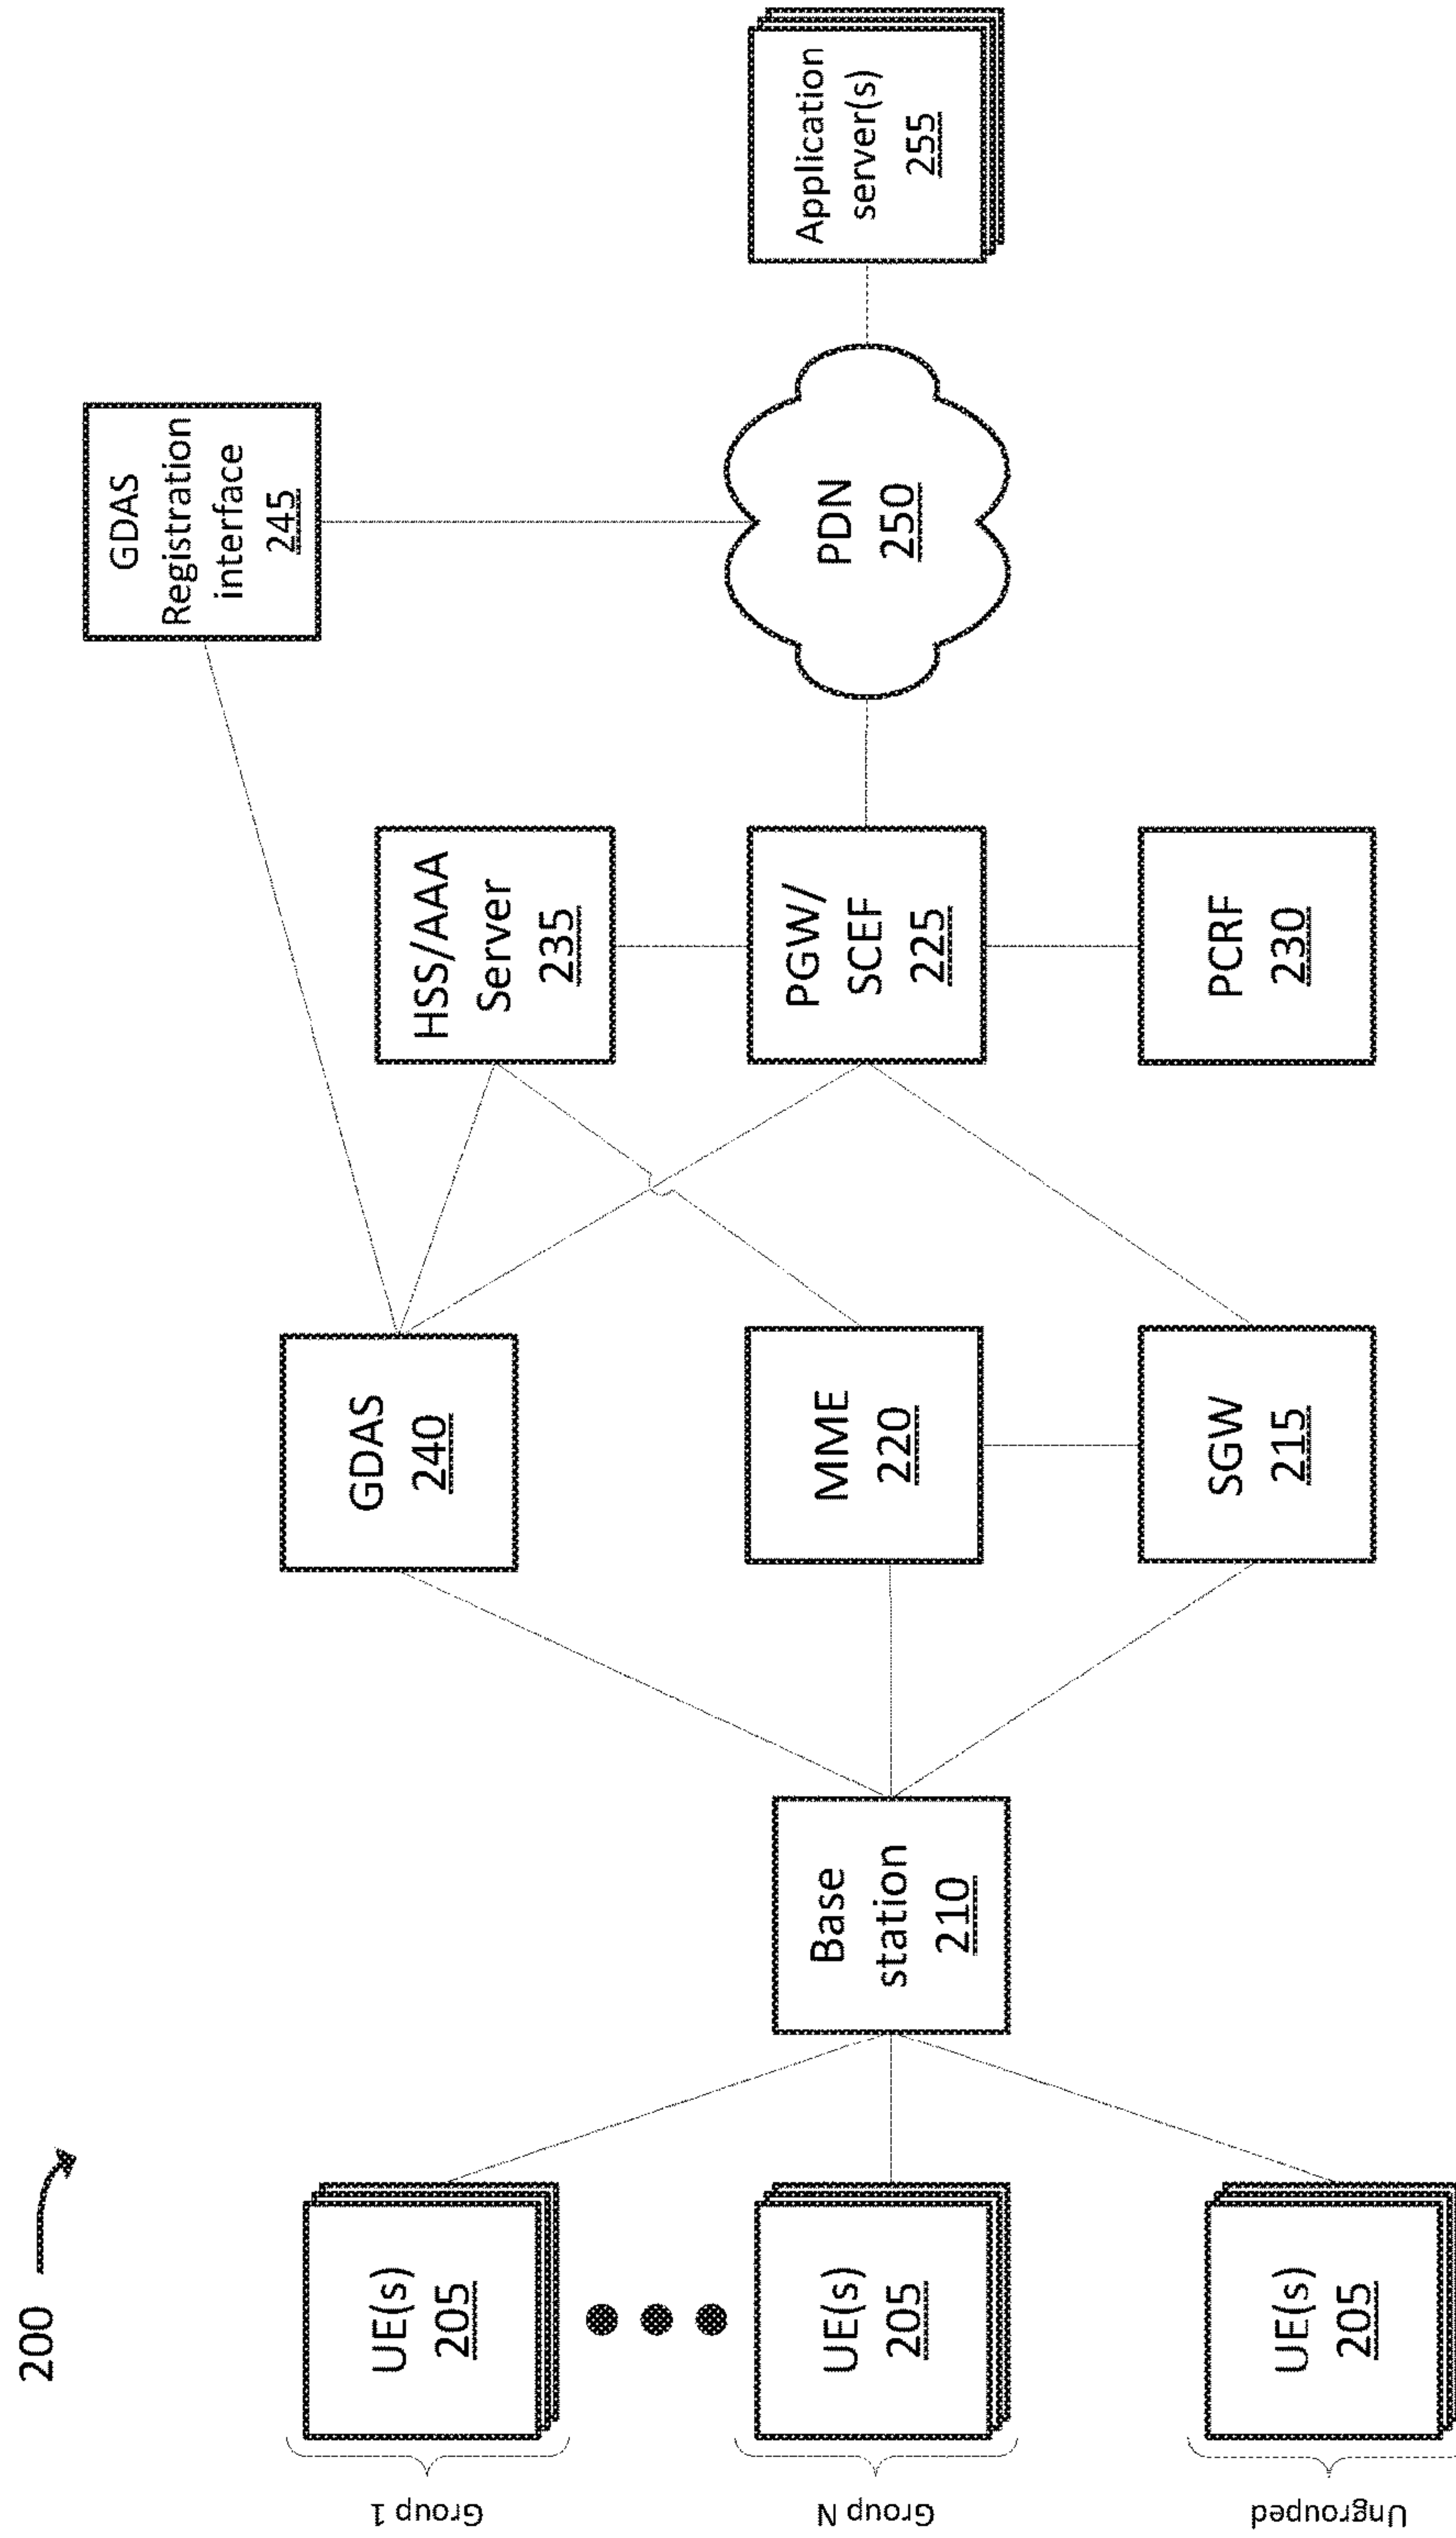 200
Group 1
UE(s)
205
Group N
UE(s)
205
Ungrouped
UE(s)
205
Base
station
210
GDAS
240
MME
220
SGW
215
HSS/AAA
Server
235
PGW/
SCEF
225
PCRF
230
GDAS
Registration
interface
245
PDN
250
Application
server(s)
255